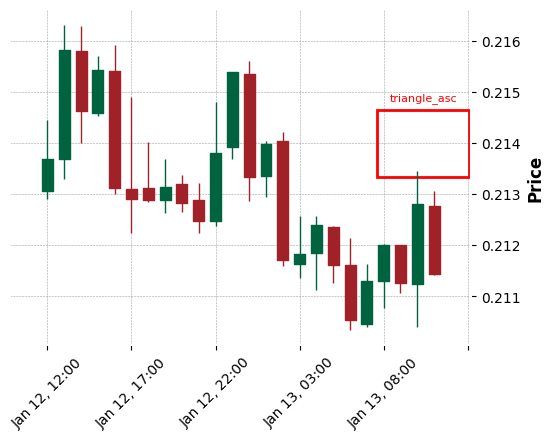 0.216
0.215
triangle_asc
0.214
0.213
0.212
0.211
Price
Jan 12, 12:00
Jan 12, 17:00
Jan 12, 22:00
Jan 13, 03:00
Jan 13, 08:00